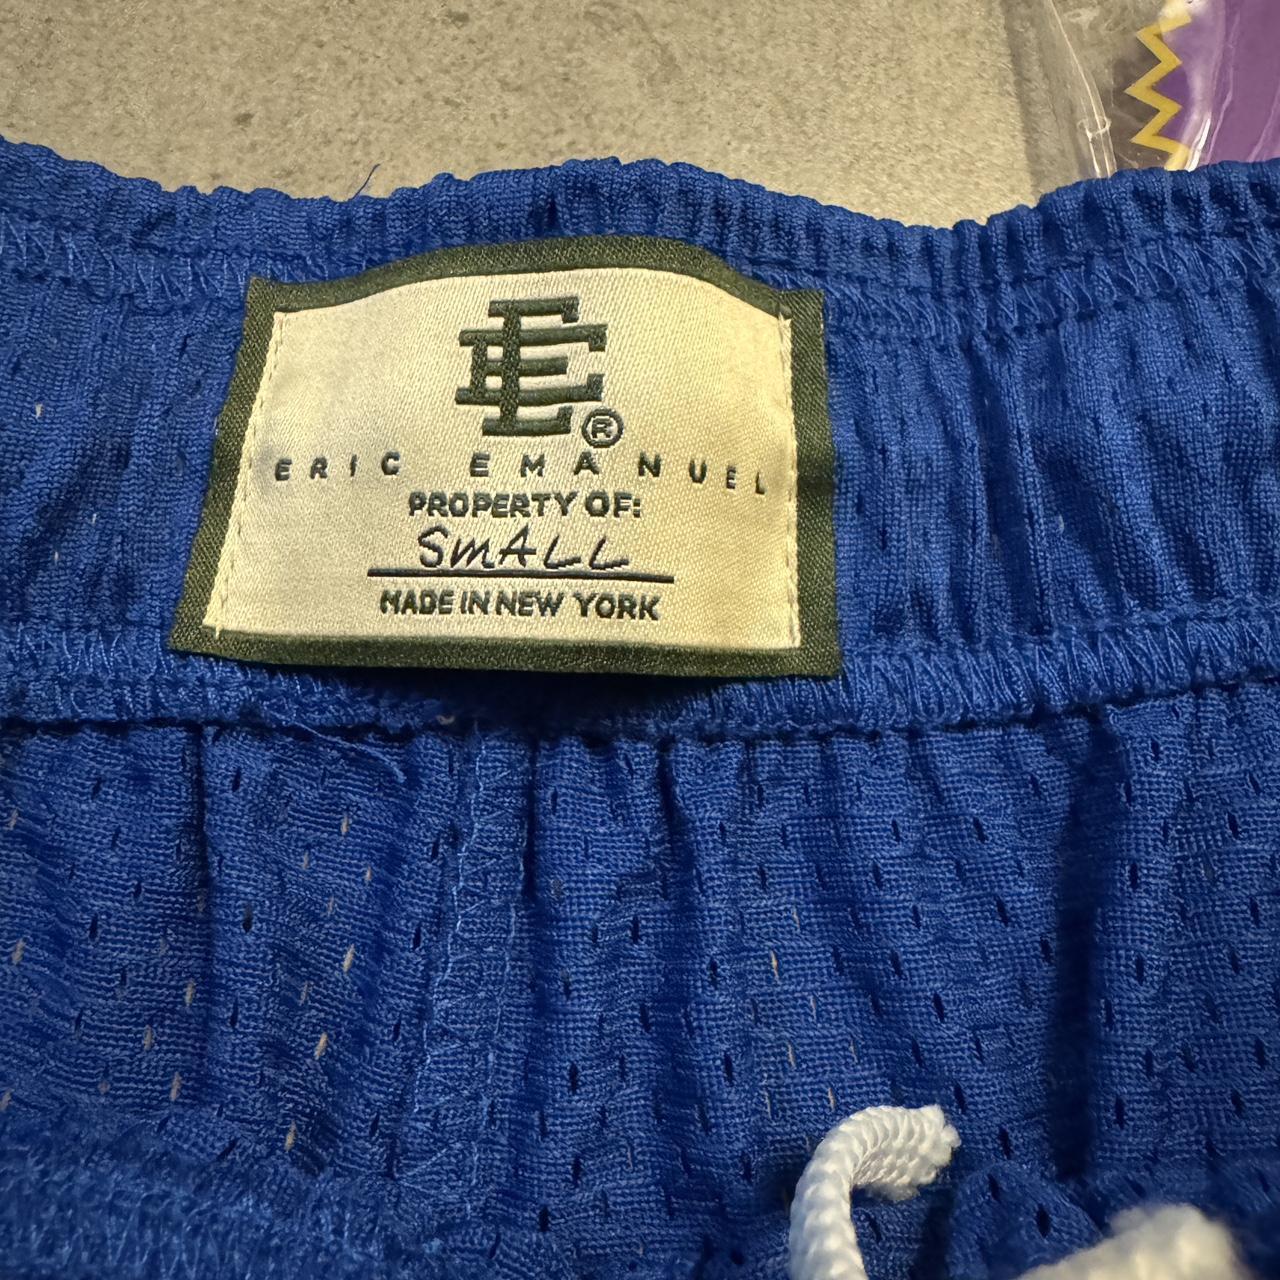 EE®
ERIC EMANUEL
PROPERTY OF:
SMALL
MADE IN NEW YORK